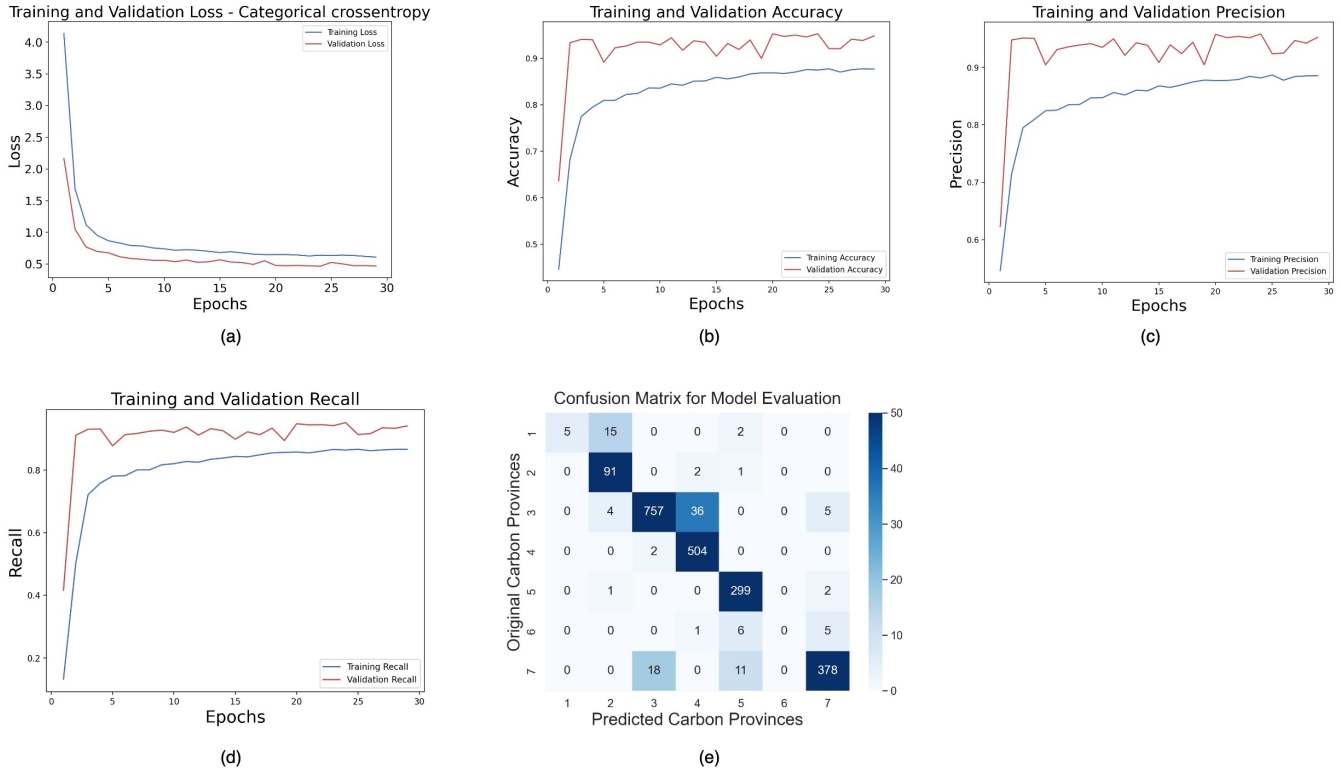 Training and Validation Loss - Categorical crossentropy
Training Loss
Validation Loss
4.0
3.5
3.0
2.5
2.0
1.5
1.0
0.5
Loss
0 5 10 15 20 25 30
Epochs
(a)
Training and Validation Accuracy
0.9
0.8
0.7
0.6
0.5
Accuracy
Training Accuracy
Validation Accuracy
0 5 10 15 20 25 30
Epochs
(b)
Training and Validation Precision
0.9
0.8
0.7
0.6
Precision
Training Precision
Validation Precision
0 5 10 15 20 25 30
Epochs
(c)
Training and Validation Recall
0.8
0.6
0.4
0.2
Recall
Training Recall
Validation Recall
0 5 10 15 20 25 30
Epochs
(d)
Confusion Matrix for Model Evaluation
Original Carbon Provinces
1 5 15 0 0 2 0 0
2 0 91 0 2 1 0 0
3 0 4 757 36 0 0 5
4 0 0 2 504 0 0 0
5 0 1 0 0 299 0 2
6 0 0 0 1 6 0 5
7 0 0 18 0 11 0 378
1 2 3 4 5 6 7
Predicted Carbon Provinces
50
40
30
20
10
0
(e)